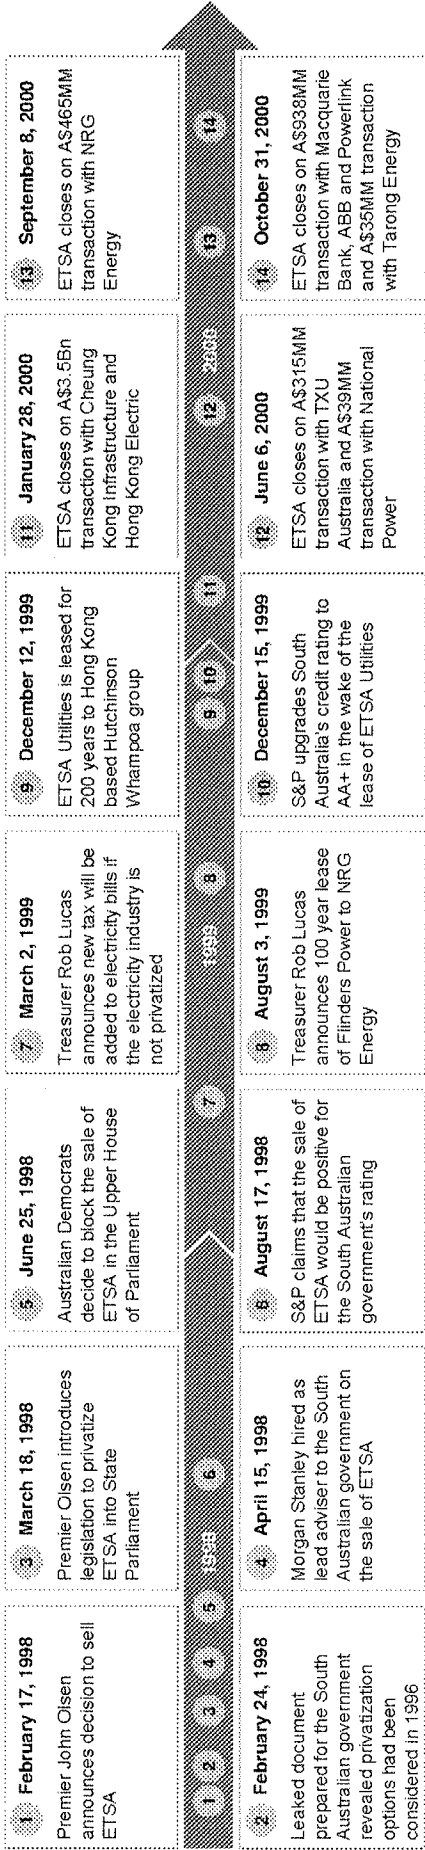 1 February 17, 1998
Premier John Olsen
announces decision to sell
ETSA
3 March 18, 1998
Premier Olsen introduces
legislation to privatize
ETSA into State
Parliament
5 June 25, 1998
Australian Democrats
decide to block the sale of
ETSA in the Upper House
of Parliament
7 March 2, 1999
Treasurer Rob Lucas
announces new tax will be
added to electricity bills if
the electricity industry is
not privatized
9 December 12, 1999
ETSA Utilities is leased for
200 years to Hong Kong
based Hutchinson
Whampoa group
11 January 28, 2000
ETSA closes on A$3.5Bn
transaction with Cheung
Kong Infrastructure and
Hong Kong Electric
13 September 8, 2000
ETSA closes on A$465MM
transaction with NRG
Energy
1 2 3 4 5 1998 6 7 1999 8 9 10 11 12 2000 13 14
2 February 24, 1998
Leaked document
prepared for the South
Australian government
revealed privatization
options had been
considered in 1996
4 April 15, 1998
Morgan Stanley hired as
lead adviser to the South
Australian government on
the sale of ETSA
6 August 17, 1998
S&P claims that the sale of
ETSA would be positive for
the South Australian
government's rating
8 August 3, 1999
Treasurer Rob Lucas
announces 100 year lease
of Flinders Power to NRG
Energy
10 December 15, 1999
S&P upgrades South
Australia's credit rating to
AA+ in the wake of the
lease of ETSA Utilities
12 June 6, 2000
ETSA closes on A$315MM
transaction with TXU
Australia and A$39MM
transaction with National
Power
14 October 31, 2000
ETSA closes on A$938MM
transaction with Macquarie
Bank, ABB and Powerlink
and A$35MM transaction
with Tarong Energy